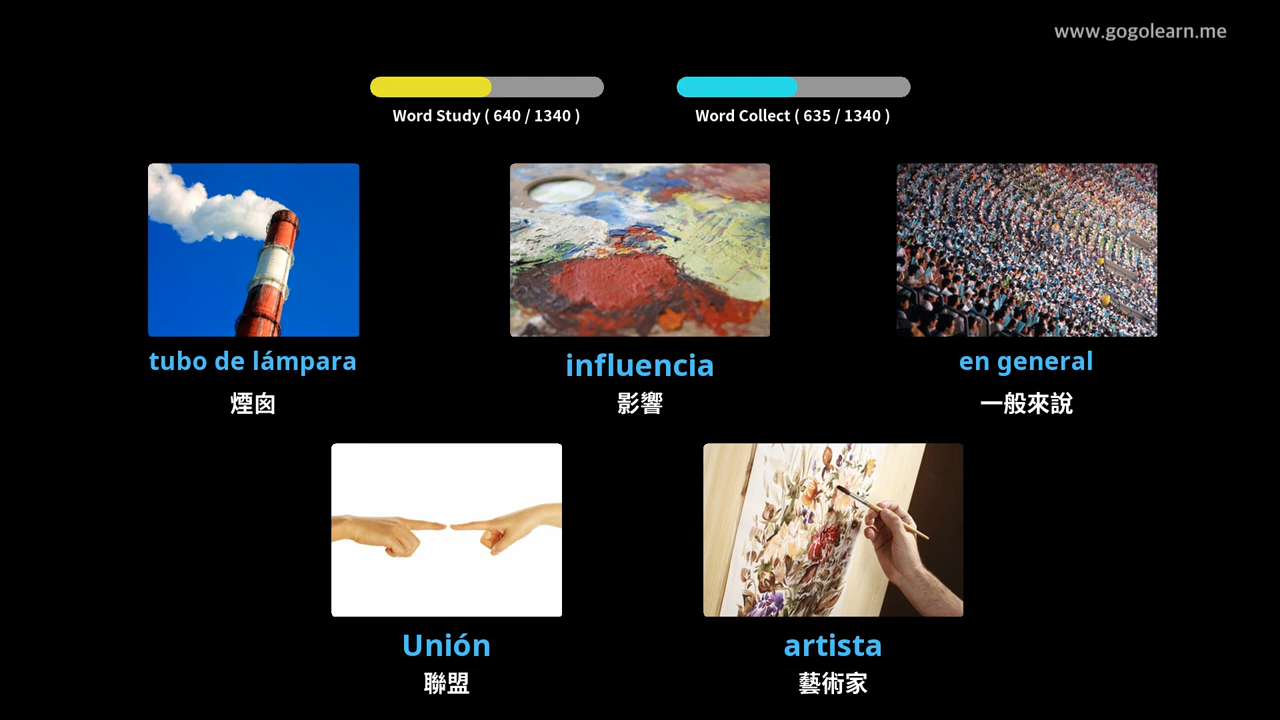 www.gogolearn.me
Word Study ( 640 / 1340 )
Word Collect ( 635 / 1340 )
tubo de lámpara
煙囪
influencia
影響
en general
一般來說
Unión
聯盟
artista
藝術家